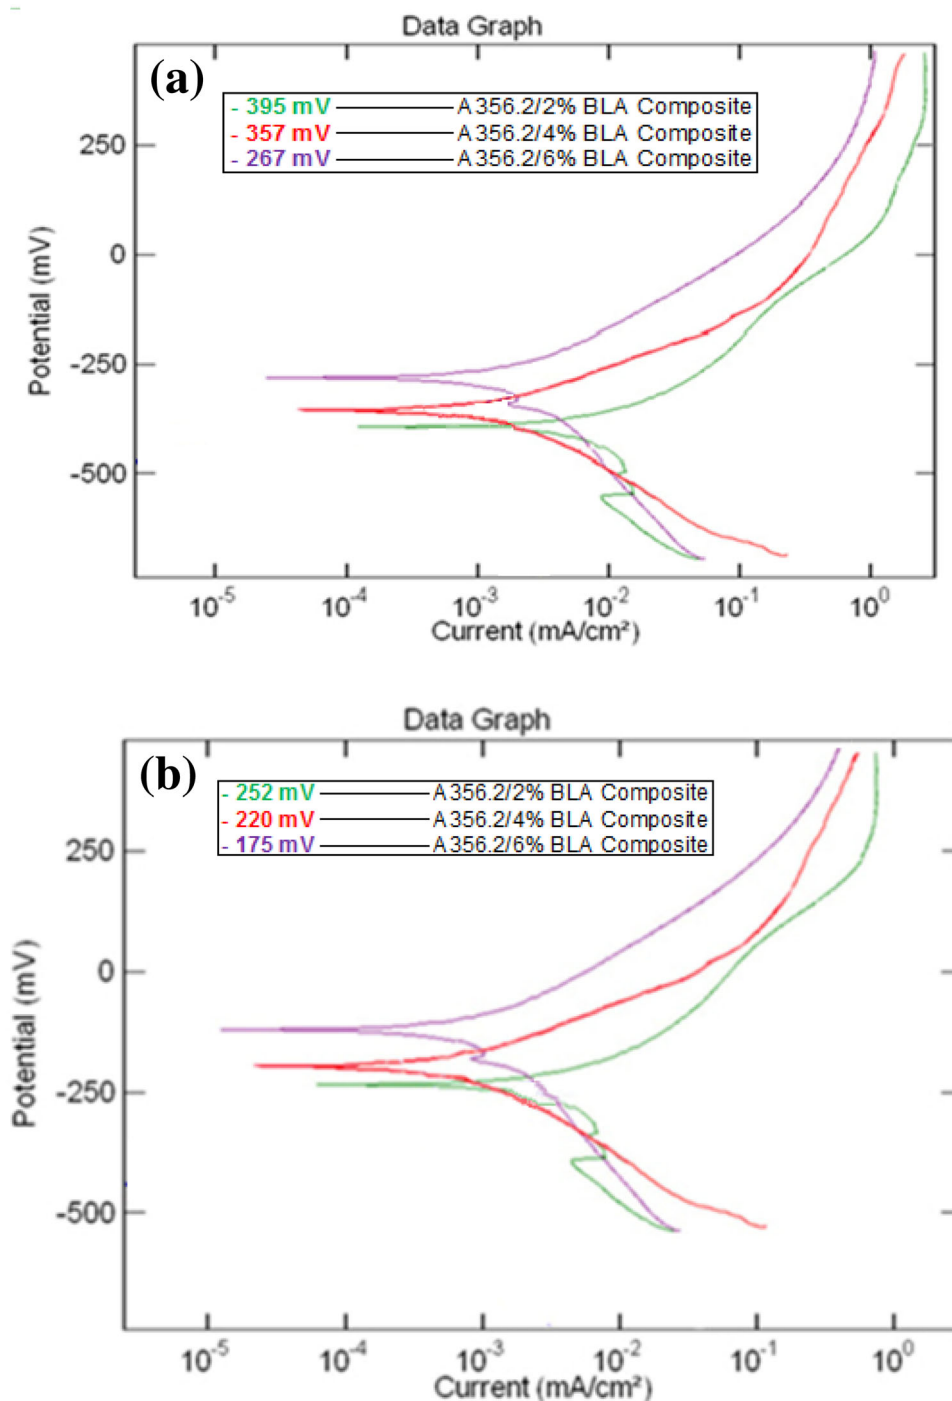 Data Graph
(a)
- 395 mV ———— A356.2/2% BLA Composite
- 357 mV ———— A356.2/4% BLA Composite
- 267 mV ———— A356.2/6% BLA Composite
Potential (mV)
250
0
-250
-500
10⁻⁵ 10⁻⁴ 10⁻³ 10⁻² 10⁻¹ 10⁰
Current (mA/cm²)
Data Graph
(b)
- 252 mV ———— A356.2/2% BLA Composite
- 220 mV ———— A356.2/4% BLA Composite
- 175 mV ———— A356.2/6% BLA Composite
Potential (mV)
250
0
-250
-500
10⁻⁵ 10⁻⁴ 10⁻³ 10⁻² 10⁻¹ 10⁰
Current (mA/cm²)